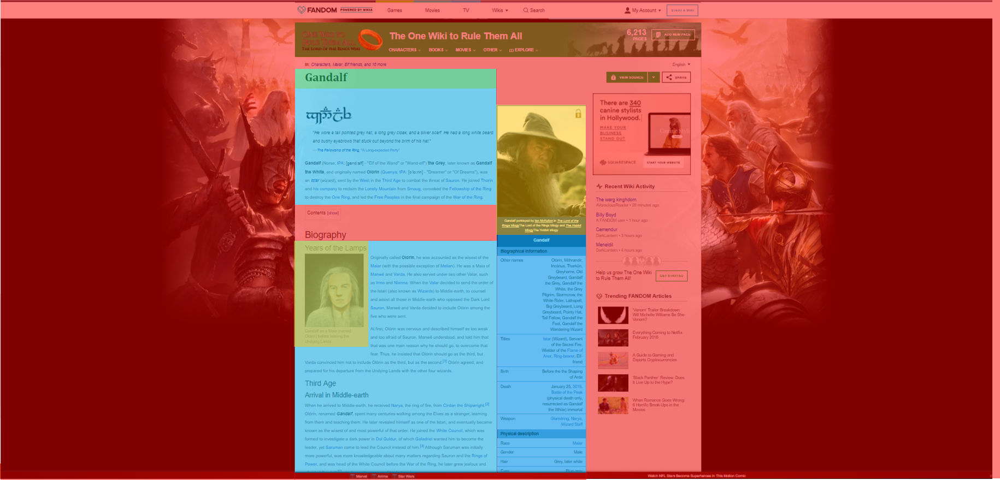 FANDOM POWERED BY WIKIA Games Movies TV Wikis Search My Account START A WIKI
ONE WIKI TO
RULE THEM ALL
THE LORD OF THE RINGS WIKI
The One Wiki to Rule Them All
6,213
PAGES
ADD NEW PAGE
CHARACTERS BOOKS MOVIES OTHER EXPLORE
In: Characters, Maiar, Elf friends, and 16 more
English
Gandalf
VIEW SOURCE SHARE
"He wore a tall pointed grey hat, a long grey cloak, and a silver scarf. He had a long white beard
and bushy eyebrows that stuck out beyond the brim of his hat."
— The Fellowship of the Ring, "A Long-expected Party"
Gandalf (Norse; IPA: [gand:alf] - "Elf of the Wand" or "Wand-elf") the Grey, later known as Gandalf
the White, and originally named Olórin (Quenya; IPA: [oˈloːrin] - "Dreamer" or "Of Dreams"), was
an Istar (wizard), sent by the West in the Third Age to combat the threat of Sauron. He joined Thorin
and his company to reclaim the Lonely Mountain from Smaug, convoked the Fellowship of the Ring
to destroy the One Ring, and led the Free Peoples in the final campaign of the War of the Ring.
Contents [show]
Biography
Years of the Lamps
Gandalf as a Maia (named
Olórin) before leaving the
Undying Lands
Originally called Olórin, he was accounted as the wisest of the
Maiar (with the possible exception of Melian). He was a Maia of
Manwë and Varda. He also served under two other Valar, such
as Irmo and Nienna. When the Valar decided to send the order of
the Istari (also known as Wizards) to Middle-earth, to counsel
and assist all those in Middle-earth who opposed the Dark Lord
Sauron, Manwë and Varda decided to include Olórin among the
five who were sent.
At first, Olórin was nervous and described himself as too weak
and too afraid of Sauron. Manwë understood, and told him that
that was one main reason why he should go, to overcome that
fear. Thus, he insisted that Olórin should go as the third, but
Varda convinced him not to include Olórin as the third, but as the second.[1] Olórin agreed, and
prepared for his departure from the Undying Lands with the other four wizards.
Third Age
Arrival in Middle-earth
When he arrived to Middle-earth, he received Narya, the ring of fire, from Círdan the Shipwright.[2]
Olórin, renamed Gandalf, spent many centuries walking among the Elves as a stranger, learning
from them and teaching them. He later revealed himself as one of the Istari, and eventually became
known as the wisest of and most powerful of that order. He joined the White Council, which was
formed to investigate a dark power in Dol Guldur, of which Galadriel wanted him to become the
leader, yet Saruman came to lead the Council instead of him.[3] Although Saruman was initially
more powerful, was more knowledgeable about many matters regarding Sauron and the Rings of
Power, and was head of the White Council before the War of the Ring, he later grew jealous and
Gandalf portrayed by Ian McKellen in The Lord of the
Rings trilogyThe Lord of the Rings trilogy and The Hobbit
trilogyThe Hobbit trilogy
Gandalf
Biographical information
Other names Olórin, Mithrandir,
Incánus, Tharkûn,
Greyhame, Old
Greybeard, Gandalf
the Grey, Gandalf the
White, the Grey
Pilgrim, Stormcrow, the
White Rider, Láthspell,
Big Greybeard, Long
Greybeard, Pointy Hat,
Tall Fellow, Gandalf the
Fool, Gandalf the
Wandering Wizard
Titles Istar (Wizard), Servant
of the Secret Fire,
Wielder of the Flame of
Anor, Ring-bearer, Elf-
friend
Birth Before the the Shaping
of Arda
Death January 25, 3019,
Battle of the Peak
(physical death only,
resurrected as Gandalf
the White) immortal
Weapon Glamdring, Narya,
Wizard Staff
Physical description
Race Maiar
Gender Male
Hair Grey, later white
Eyes Blue-grey
There are 340
canine stylists
in Hollywood.
MAKE YOUR
BUSINESS
STAND OUT
SQUARESPACE START YOUR WEBSITE
Recent Wiki Activity
The warg kinghdom
AVoraciousReader • 28 minutes ago
Billy Boyd
A FANDOM user • 1 hour ago
Cemendur
DarkLantern • 3 hours ago
Meneldil
DarkLantern • 4 hours ago
Help us grow The One Wiki
to Rule Them All!
GET STARTED
Trending FANDOM Articles
'Venom' Trailer Breakdown:
Will Michelle Williams Be She-
Venom?
Everything Coming to Netflix
February 2018
A Guide to Gaming and
Esports Cryptocurrencies
'Black Panther' Review: Does
It Live Up to the Hype?
When Romance Goes Wrong:
6 Horrific Break-Ups in the
Movies
Marvel Anime Star Wars
Watch NFL Stars Become Superheroes in This Motion Comic